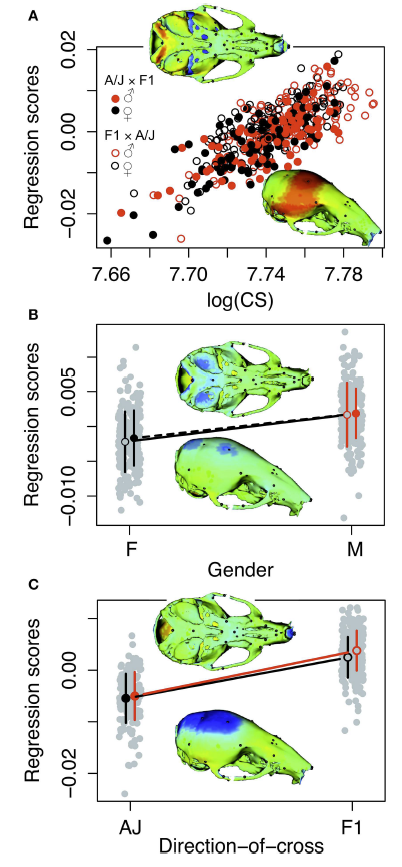 A
0.02
0.00
−0.02
Regression scores
A/J × F1
♂
♀
F1 × A/J
♂
♀
7.66 7.70 7.74 7.78
log(CS)
B
0.005
−0.010
Regression scores
F M
Gender
C
0.00
−0.02
Regression scores
AJ F1
Direction−of−cross